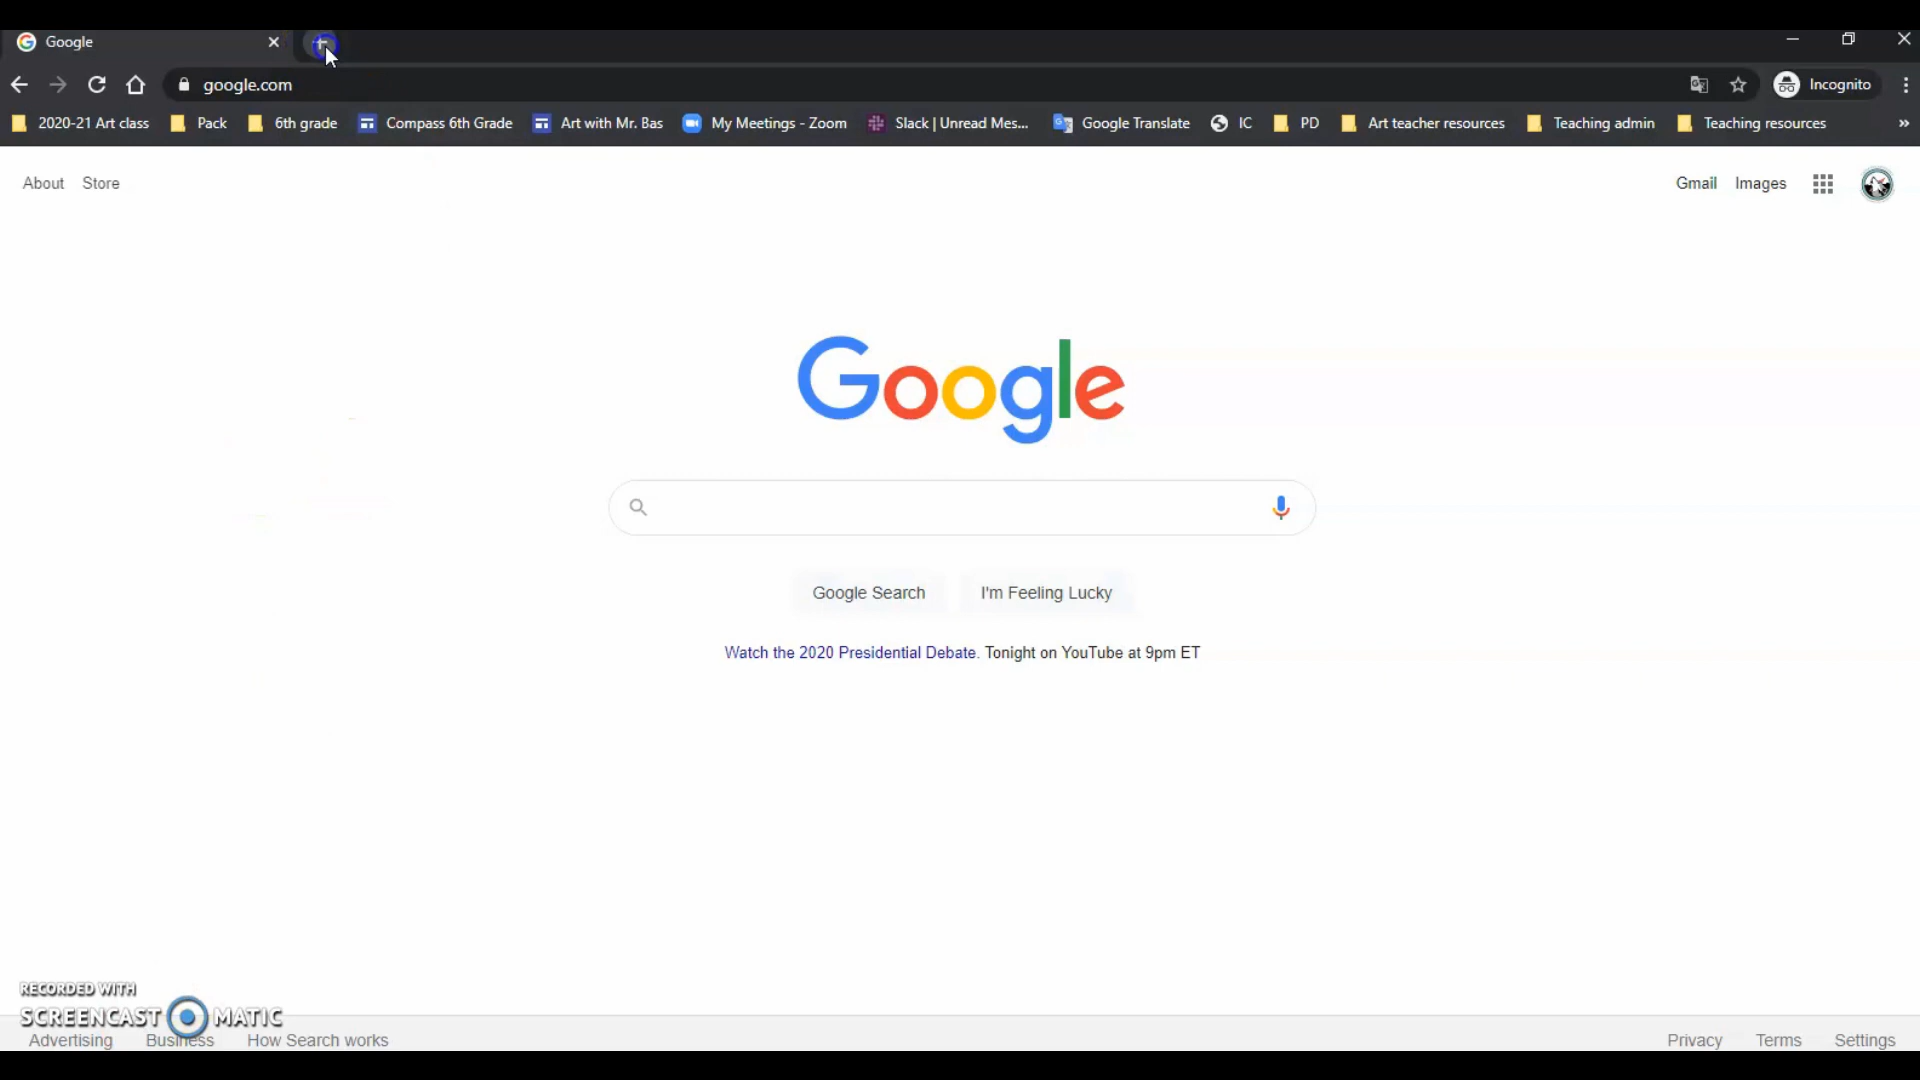 Google
google.com
Incognito
2020-21 Art class Pack 6th grade Compass 6th Grade Art with Mr. Bas My Meetings - Zoom Slack | Unread Mes... Google Translate IC PD Art teacher resources Teaching admin Teaching resources »
About Store
Gmail Images
Google
Google Search I'm Feeling Lucky
Watch the 2020 Presidential Debate. Tonight on YouTube at 9pm ET
RECORDED WITH
SCREENCAST MATIC
Advertising Business How Search works
Privacy Terms Settings